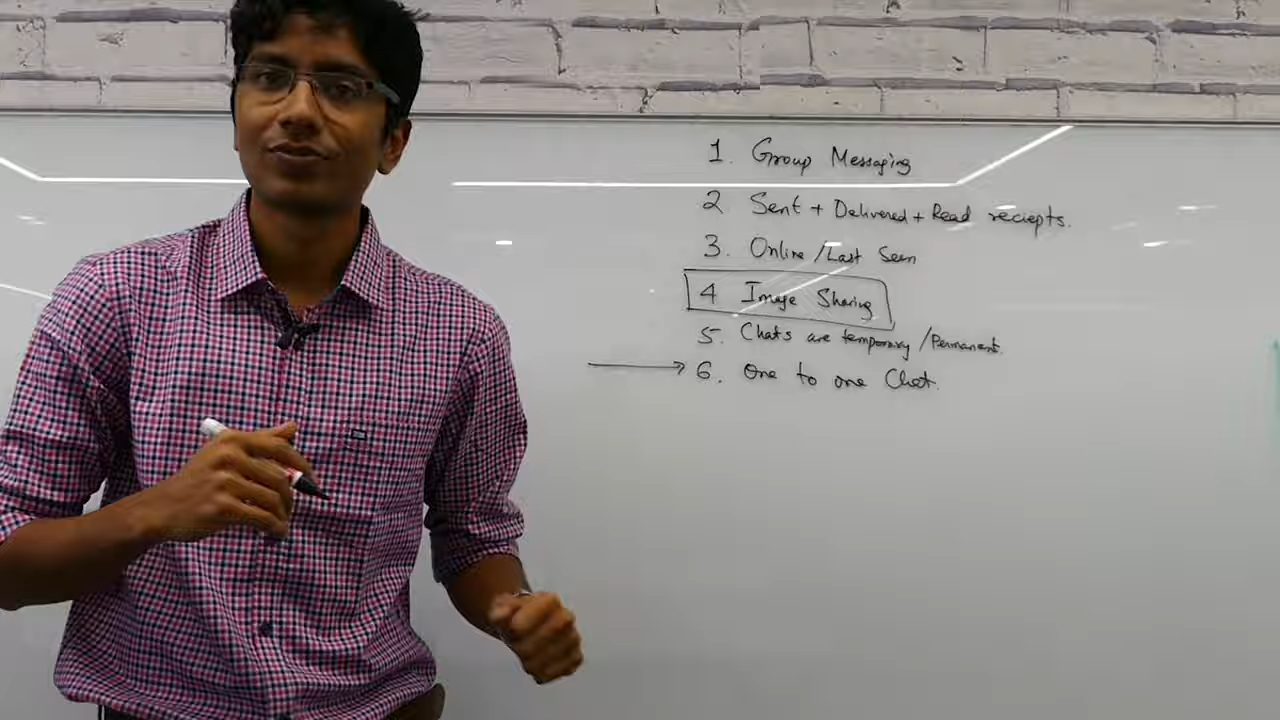 1. Group Messaging
2 Sent + Delivered + Read reciepts.
3. Online / Last Seen
4 Image Sharing
5. Chats are temporary / Permanent.
6. One to one Chat.